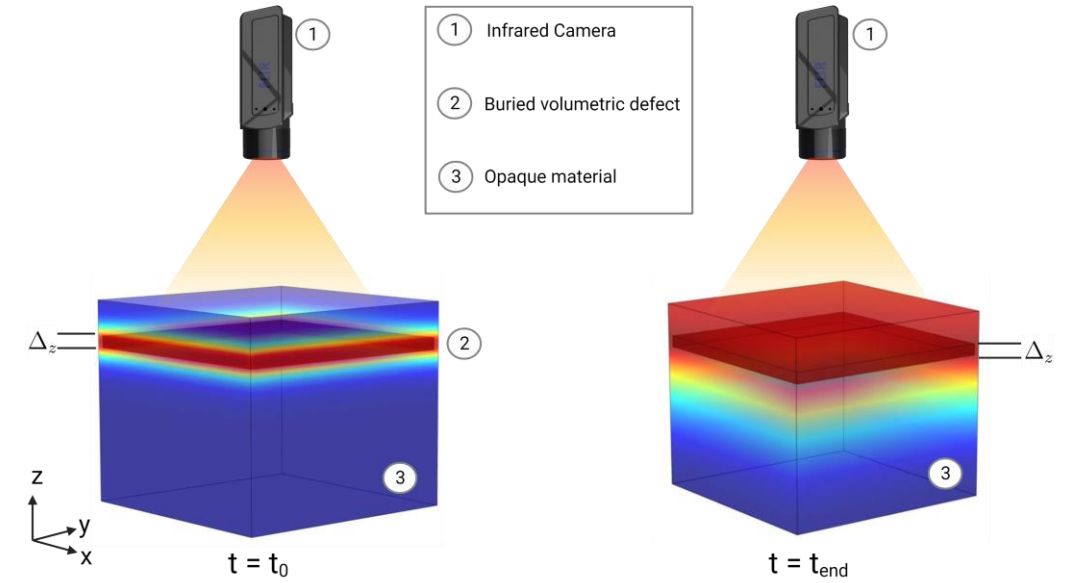 1
1 Infrared Camera
2 Buried volumetric defect
3 Opaque material
1
Δz
2
3
z
y
x
t = t0
Δz
3
t = tend